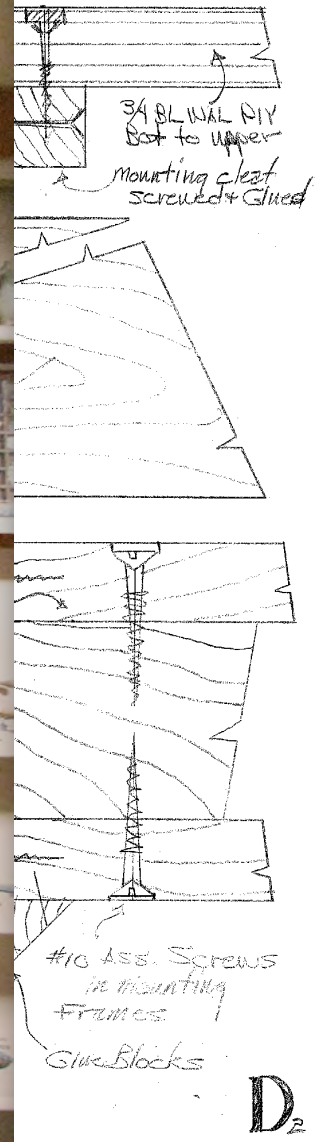 3/4 BL WAL PLY
Bot to upper
mounting cleat
screwed + Glued
#10 Ass. Screws
in mounting
Frames
Glue Blocks
D2